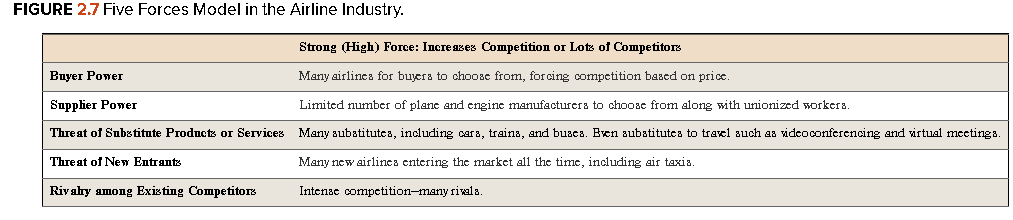 FIGURE 2.7 Five Forces Model in the Airline Industry.
Strong (High) Force: Increases Competition or Lots of Competitors
Buyer Power Many airlines for buyers to choose from, forcing competition based on price.
Supplier Power Limited number of plane and engine manufacturers to choose from along with unionized workers.
Threat of Substitute Products or Services Many substitutes, including cars, trains, and buses. Even substitutes to travel such as videoconferencing and virtual meetings.
Threat of New Entrants Many new airlines entering the market all the time, including air taxis.
Rivalry among Existing Competitors Intense competition—many rivals.